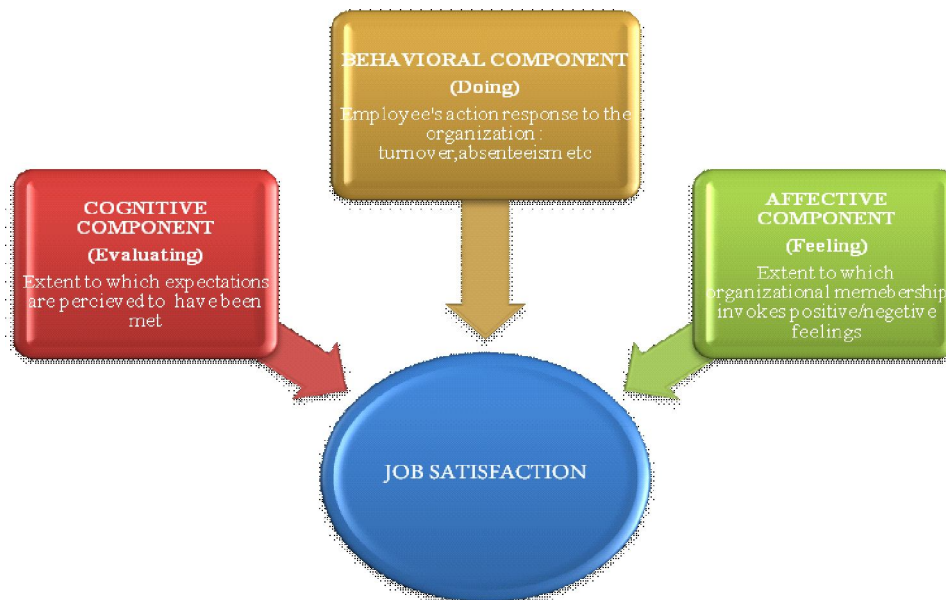 BEHAVIORAL COMPONENT
(Doing)
Employee's action response to the
organization :
turnover,absenteeism etc
COGNITIVE
COMPONENT
(Evaluating)
Extent to which expectations
are percieved to have been
met
AFFECTIVE
COMPONENT
(Feeling)
Extent to which
organizational memebership
invokes positive/negetive
feelings
JOB SATISFACTION